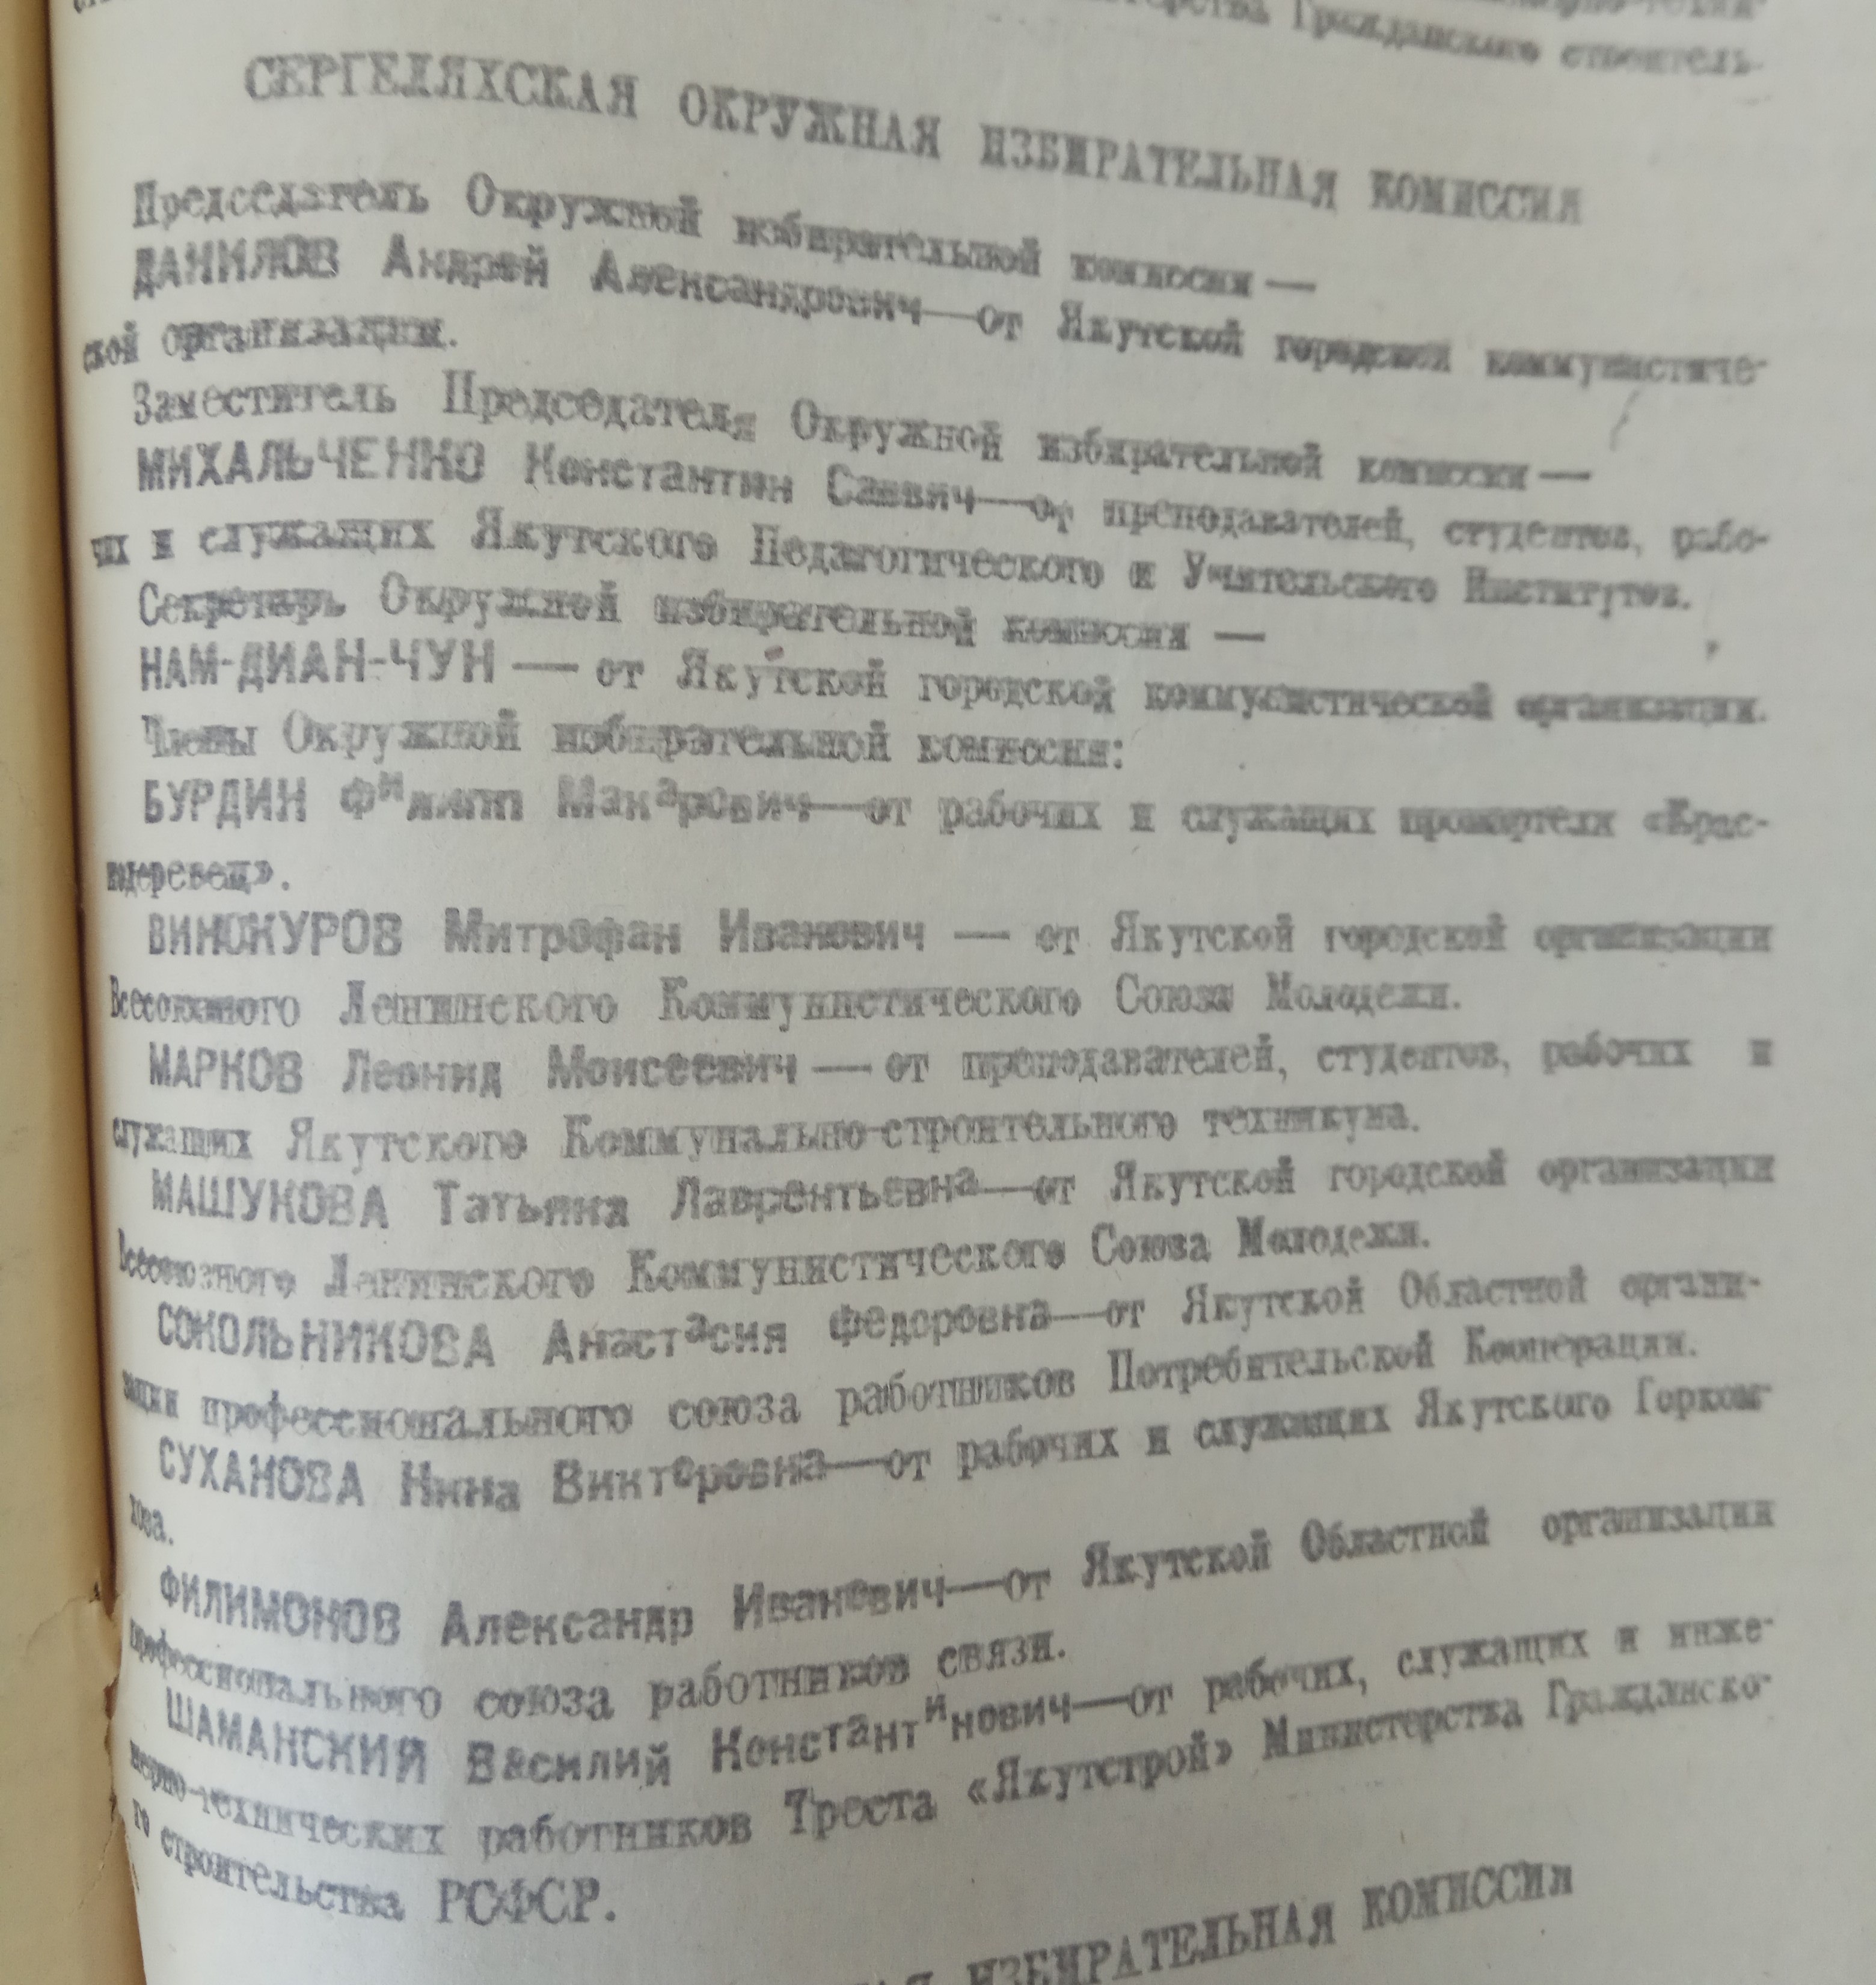 Гражданского строитель-
СЕРГЕЛЯХСКАЯ ОКРУЖНАЯ ИЗБИРАТЕЛЬНАЯ КОМИССИЯ
Председатель Окружной избирательной комиссии —
ДАНИЛОВ Андрей Александрович—от Якутской городской коммунистиче-
ской организации.
Заместитель Председателя Окружной избирательной комиссии —
МИХАЛЬЧЕНКО Константин Саввич—от преподавателей, студентов, рабо-
чих и служащих Якутского Педагогического и Учительского Институтов.
Секретарь Окружной избирательной комиссии —
НАМ-ДИАН-ЧУН — от Якутской городской коммунистической организации.
Члены Окружной избирательной комиссии:
БУРДИН Филипп Макарович—от рабочих и служащих промартели «Крас-
нодеревец».
ВИНОКУРОВ Митрофан Иванович — от Якутской городской организации
Всесоюзного Ленинского Коммунистического Союза Молодежи.
МАРКОВ Леонид Моисеевич — от преподавателей, студентов, рабочих и
служащих Якутского Коммунально-строительного техникума.
МАШУКОВА Татьяна Лаврентьевна—от Якутской городской организации
Всесоюзного Ленинского Коммунистического Союза Молодежи.
СОКОЛЬНИКОВА Анастасия Федоровна—от Якутской Областной органи-
зации профессионального союза работников Потребительской Кооперации.
СУХАНОВА Нина Викторовна—от рабочих и служащих Якутского Горком-
хоза.
ФИЛИМОНОВ Александр Иванович—от Якутской Областной организации
профессионального союза работников связи.
ШАМАНСКИЙ Василий Константинович—от рабочих, служащих и инже-
нерно-технических работников Треста «Якутстрой» Министерства Гражданско-
го строительства РСФСР.
ИЗБИРАТЕЛЬНАЯ КОМИССИЯ